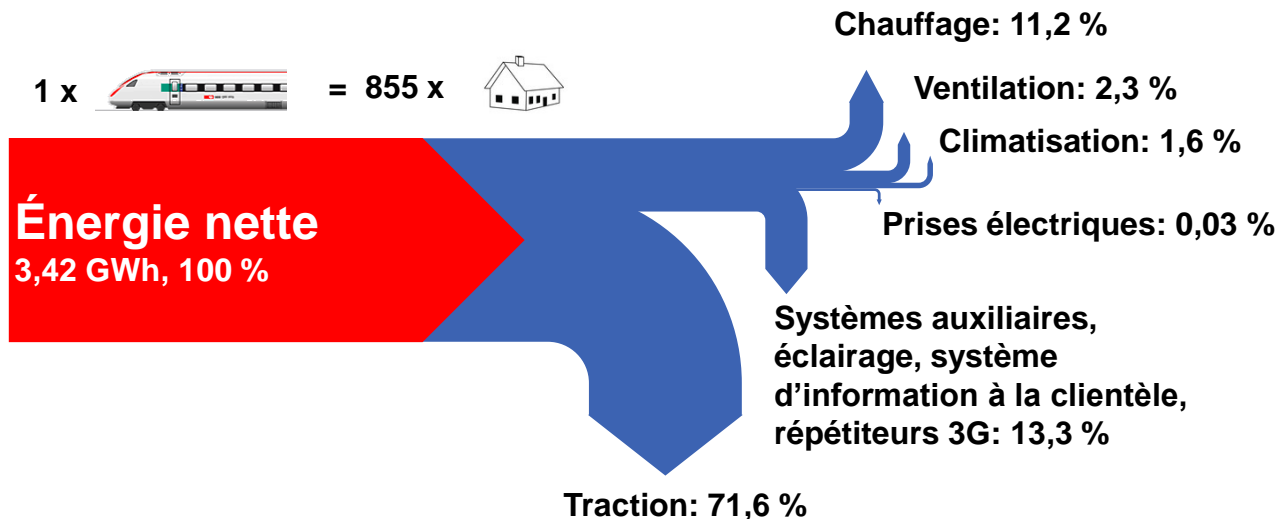 Chauffage: 11,2 %
1 x = 855 x
Ventilation: 2,3 %
Climatisation: 1,6 %
Énergie nette
3,42 GWh, 100 %
Prises électriques: 0,03 %
Systèmes auxiliaires,
éclairage, système
d’information à la clientèle,
répétiteurs 3G: 13,3 %
Traction: 71,6 %